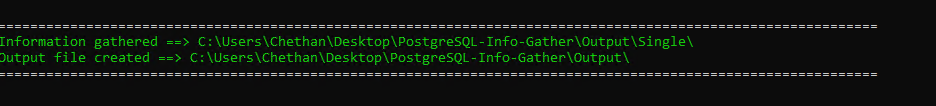 ===========================================================================================================
Information gathered ==> C:\Users\Chethan\Desktop\PostgreSQL-Info-Gather\Output\Single\
Output file created ==> C:\Users\Chethan\Desktop\PostgreSQL-Info-Gather\Output\
===========================================================================================================